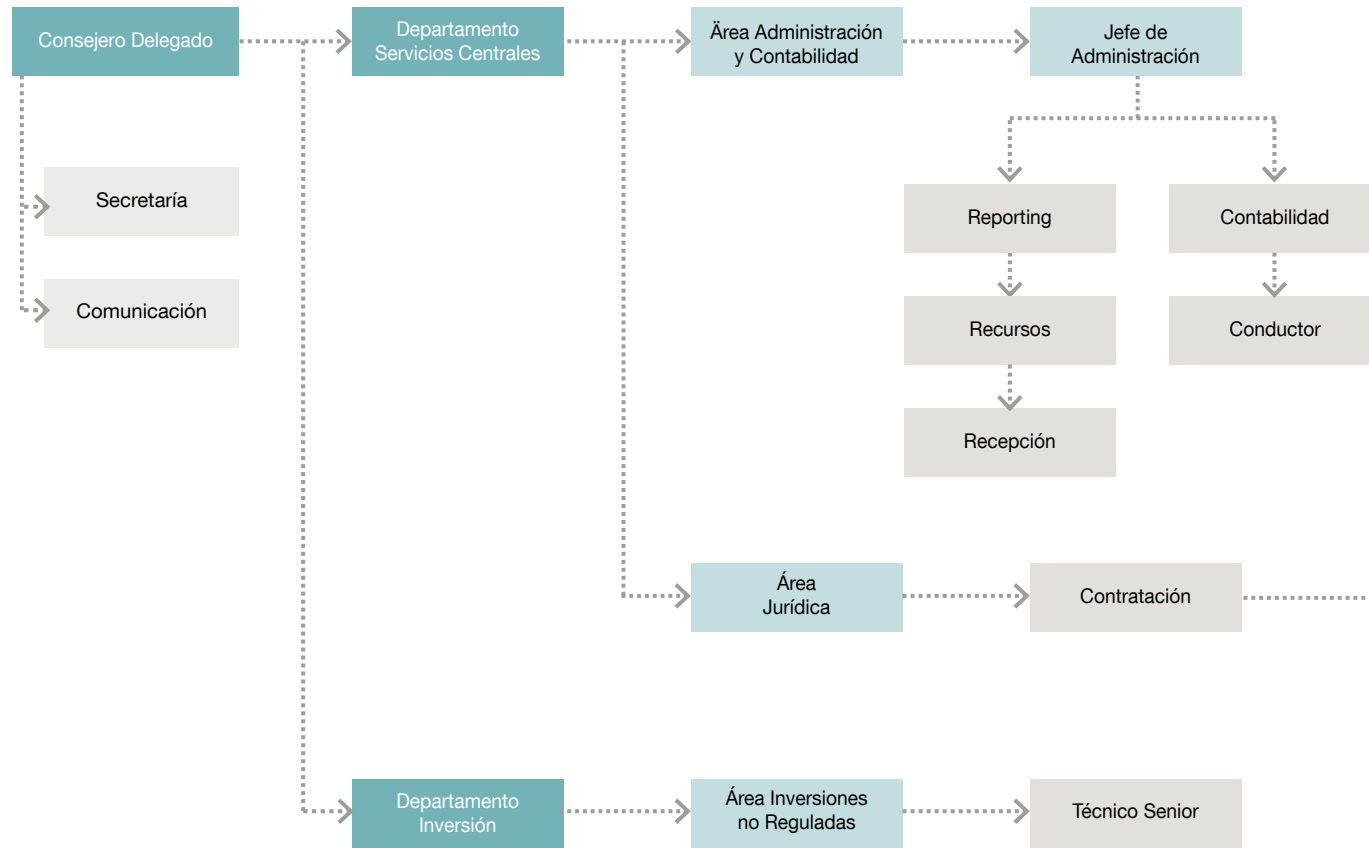 Consejero Delegado
Departamento
Servicios Centrales
Ärea Administración
y Contabilidad
Jefe de
Administración
Secretaría
Reporting
Contabilidad
Comunicación
Recursos
Conductor
Recepción
Área
Jurídica
Contratación
Departamento
Inversión
Área Inversiones
no Reguladas
Técnico Senior